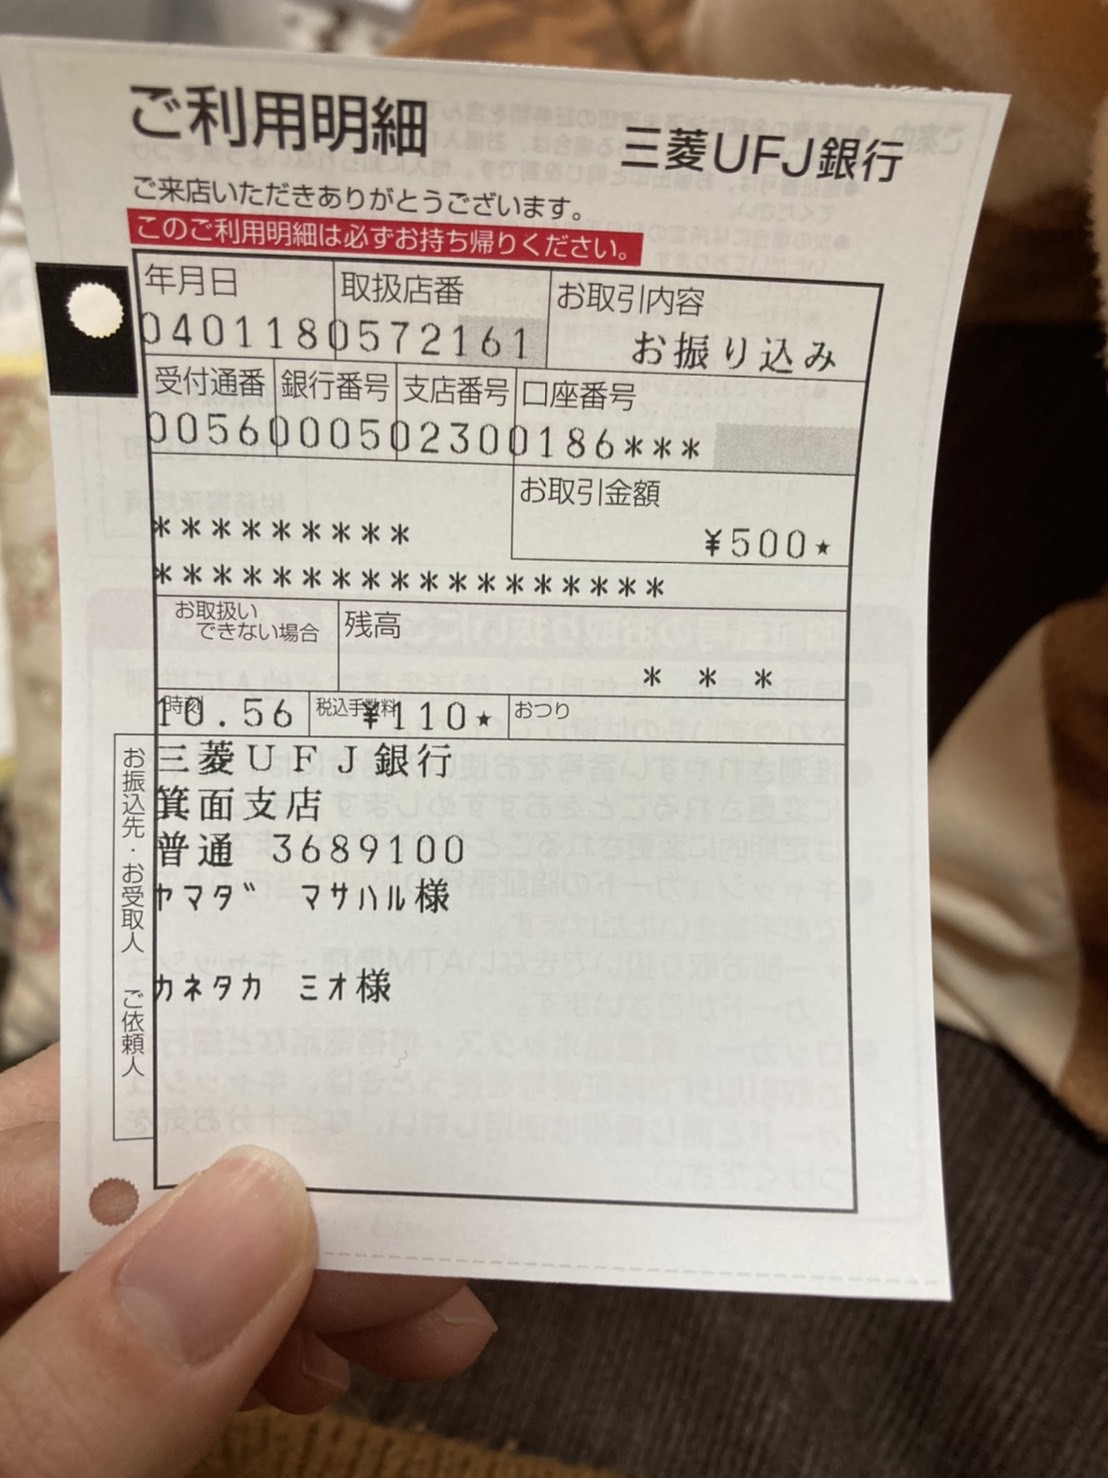 ご利用明細
三菱UFJ銀行
ご来店いただきありがとうございます。
このご利用明細は必ずお持ち帰りください。
年月日 取扱店番 お取引内容
040118 0572161 お振り込み
受付通番 銀行番号 支店番号 口座番号
0056 0005 0230 0186***
お取引金額
*********
¥500★
******************
お取扱いできない場合 残高
* * *
時刻 税込手数料 おつり
10.56 ¥110★
お振込先・お受取人 ご依頼人
三菱UFJ銀行
箕面支店
普通 3689100
ヤマダ マサハル様
カネタカ ミオ様